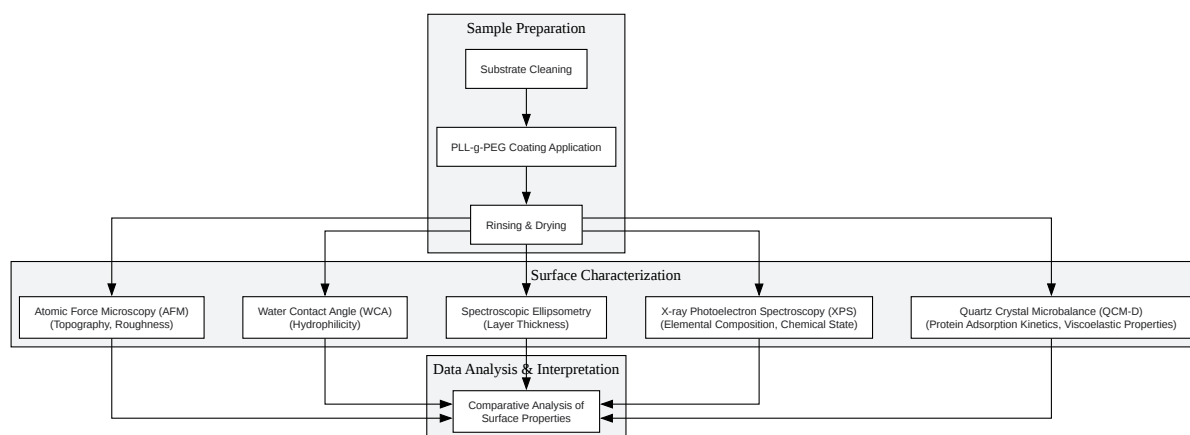 Sample Preparation
Substrate Cleaning
PLL-g-PEG Coating Application
Rinsing & Drying
Surface Characterization
Atomic Force Microscopy (AFM)
(Topography, Roughness)
Water Contact Angle (WCA)
(Hydrophilicity)
Spectroscopic Ellipsometry
(Layer Thickness)
X-ray Photoelectron Spectroscopy (XPS)
(Elemental Composition, Chemical State)
Quartz Crystal Microbalance (QCM-D)
(Protein Adsorption Kinetics, Viscoelastic Properties)
Data Analysis & Interpretation
Comparative Analysis of
Surface Properties